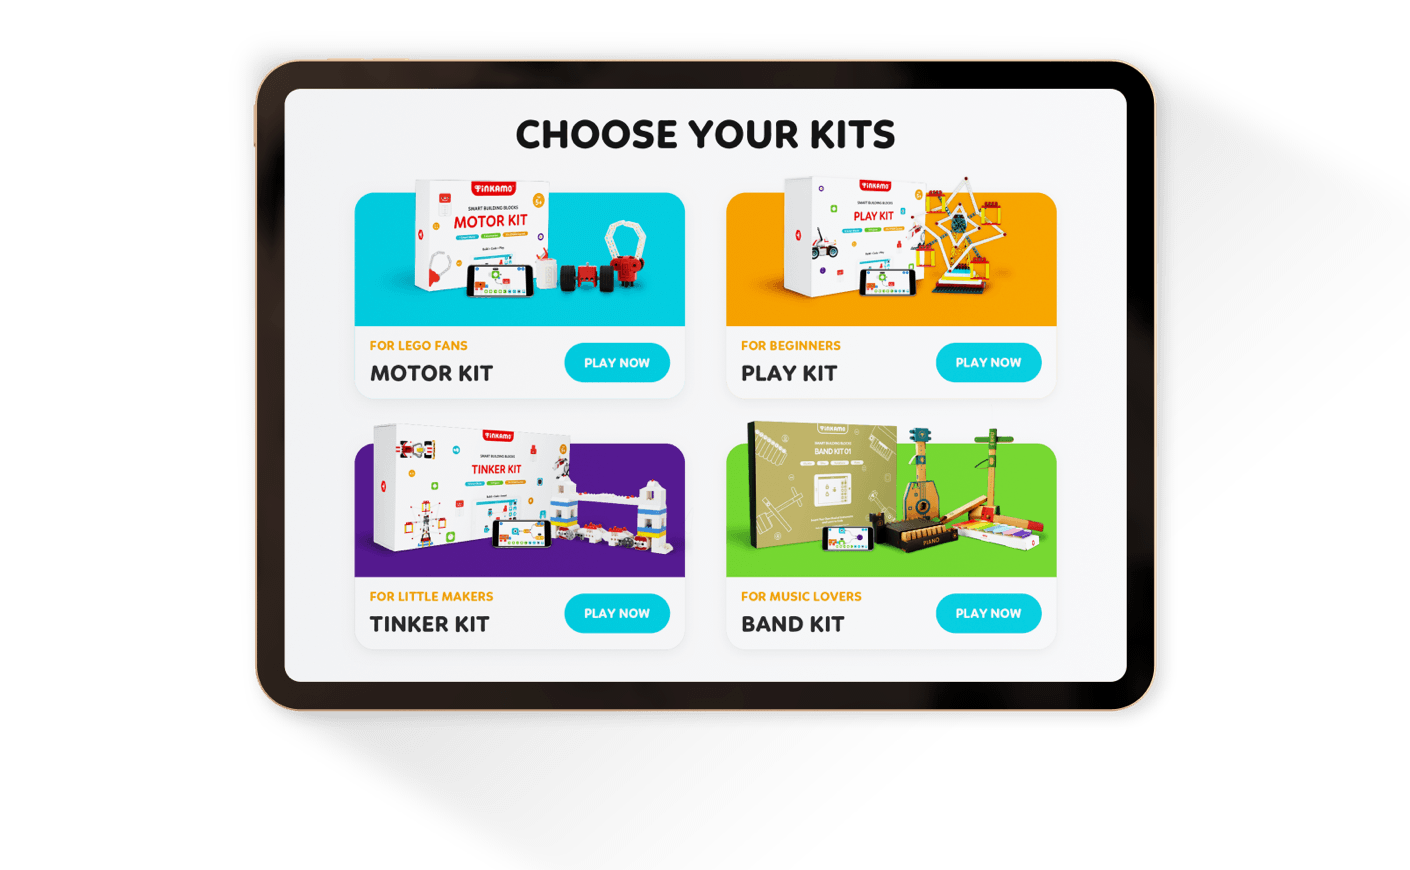 CHOOSE YOUR KITS
TINKAMO
SMART BUILDING BLOCKS
MOTOR KIT
5+
FOR LEGO FANS
MOTOR KIT
PLAY NOW
TINKAMO
SMART BUILDING BLOCKS
PLAY KIT
FOR BEGINNERS
PLAY KIT
PLAY NOW
TINKAMO
SMART BUILDING BLOCKS
TINKER KIT
FOR LITTLE MAKERS
TINKER KIT
PLAY NOW
TINKAMO
SMART BUILDING BLOCKS
BAND KIT 01
PIANO
FOR MUSIC LOVERS
BAND KIT
PLAY NOW